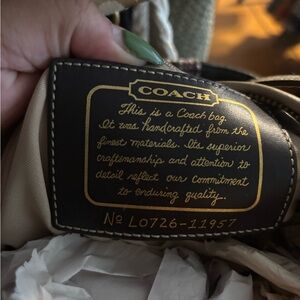 COACH
This is a Coach bag.
It was handcrafted from the
finest materials. Its superior
craftsmanship and attention to
detail reflect our commitment
to enduring quality.
No L0726-11957